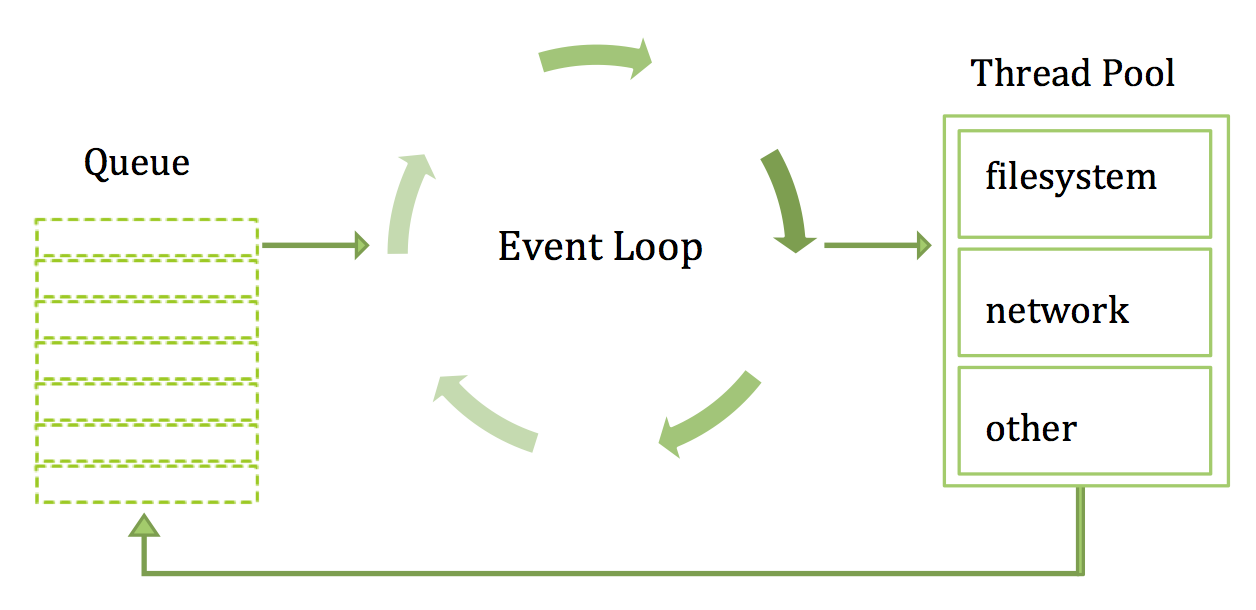 Queue
Event Loop
Thread Pool
filesystem
network
other